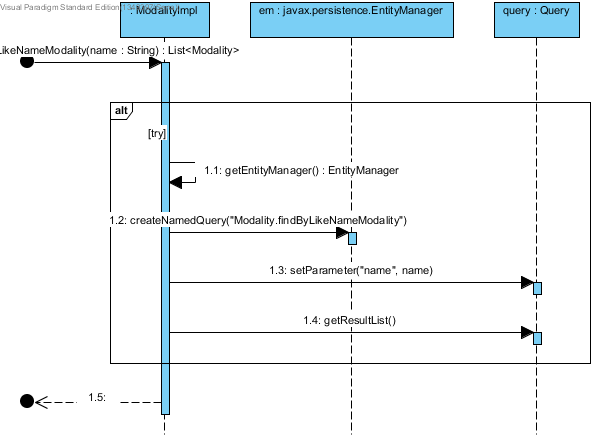 Visual Paradigm Standard Edition
: ModalityImpl
em : javax.persistence.EntityManager
query : Query
LikeNameModality(name : String) : List<Modality>
alt
[try]
1.1: getEntityManager() : EntityManager
1.2: createNamedQuery("Modality.findByLikeNameModality")
1.3: setParameter("name", name)
1.4: getResultList()
1.5: